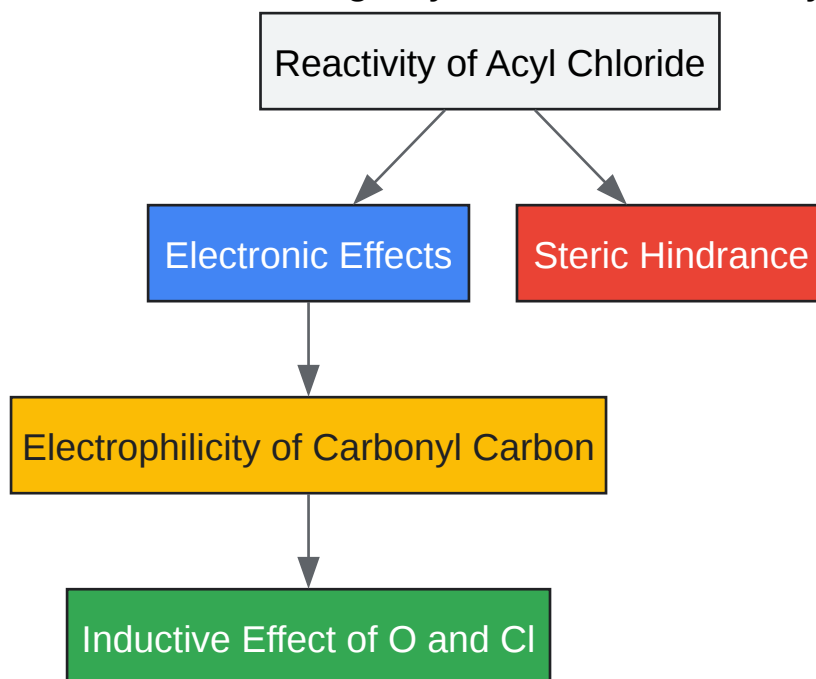 Reactivity of Acyl Chloride
Electronic Effects
Steric Hindrance
Electrophilicity of Carbonyl Carbon
Inductive Effect of O and Cl